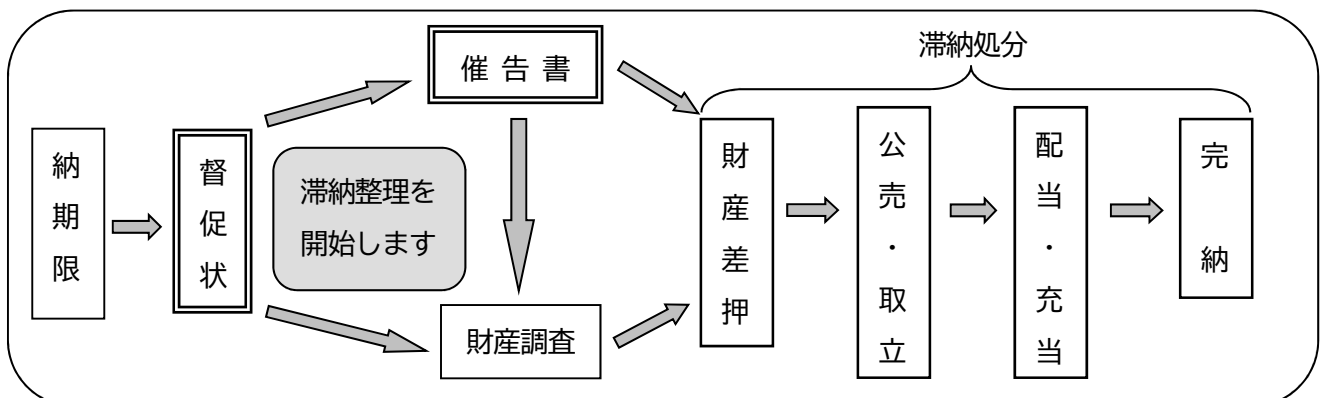 納期限
督促状
滞納整理を
開始します
催告書
財産調査
滞納処分
財産差押
公売・取立
配当・充当
完納